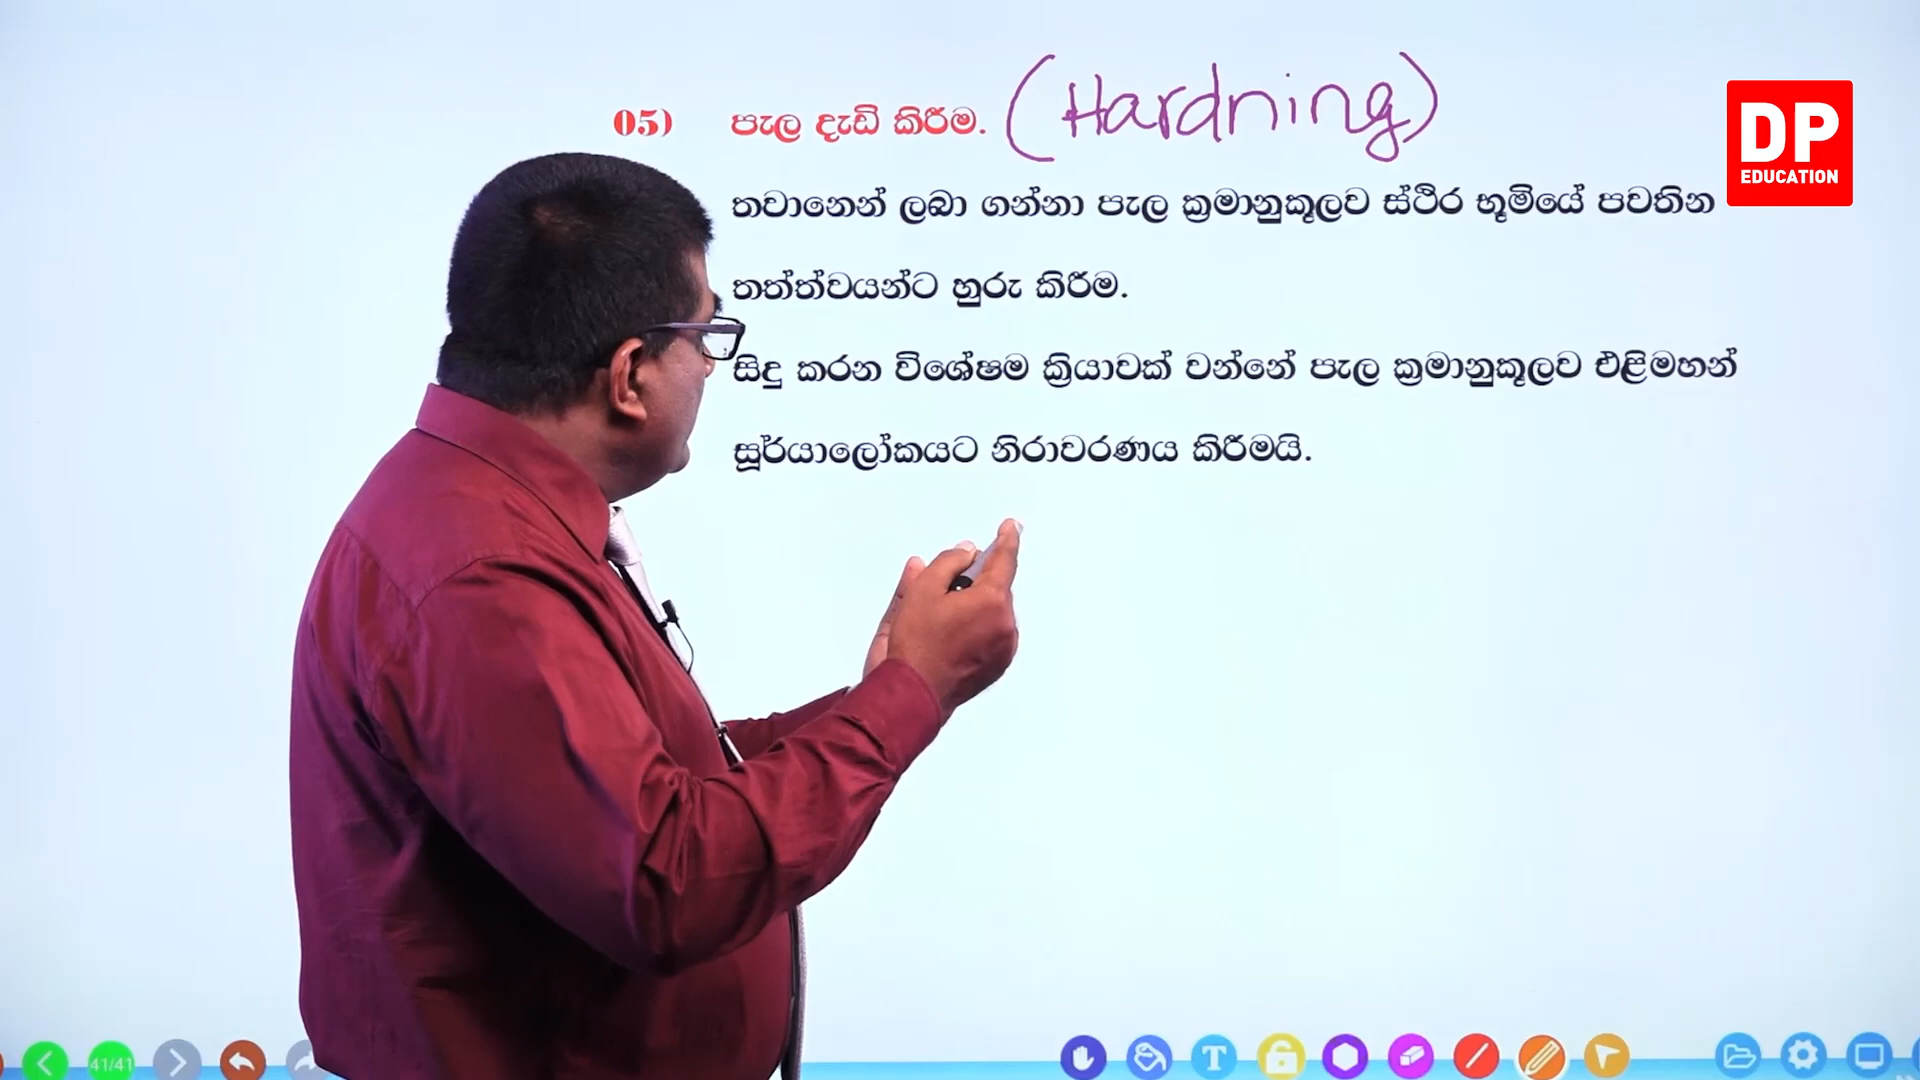 05) පැල දැඩි කිරීම. (Hardning)
DP
EDUCATION
තවානෙන් ලබා ගන්නා පැල ක්‍රමානුකූලව ස්ථිර භූමියේ පවතින
තත්ත්වයන්ට හුරු කිරීම.
සිදු කරන විශේෂම ක්‍රියාවක් වන්නේ පැල ක්‍රමානුකූලව එළිමහන්
සූර්යාලෝකයට නිරාවරණය කිරීමයි.
41/41
T